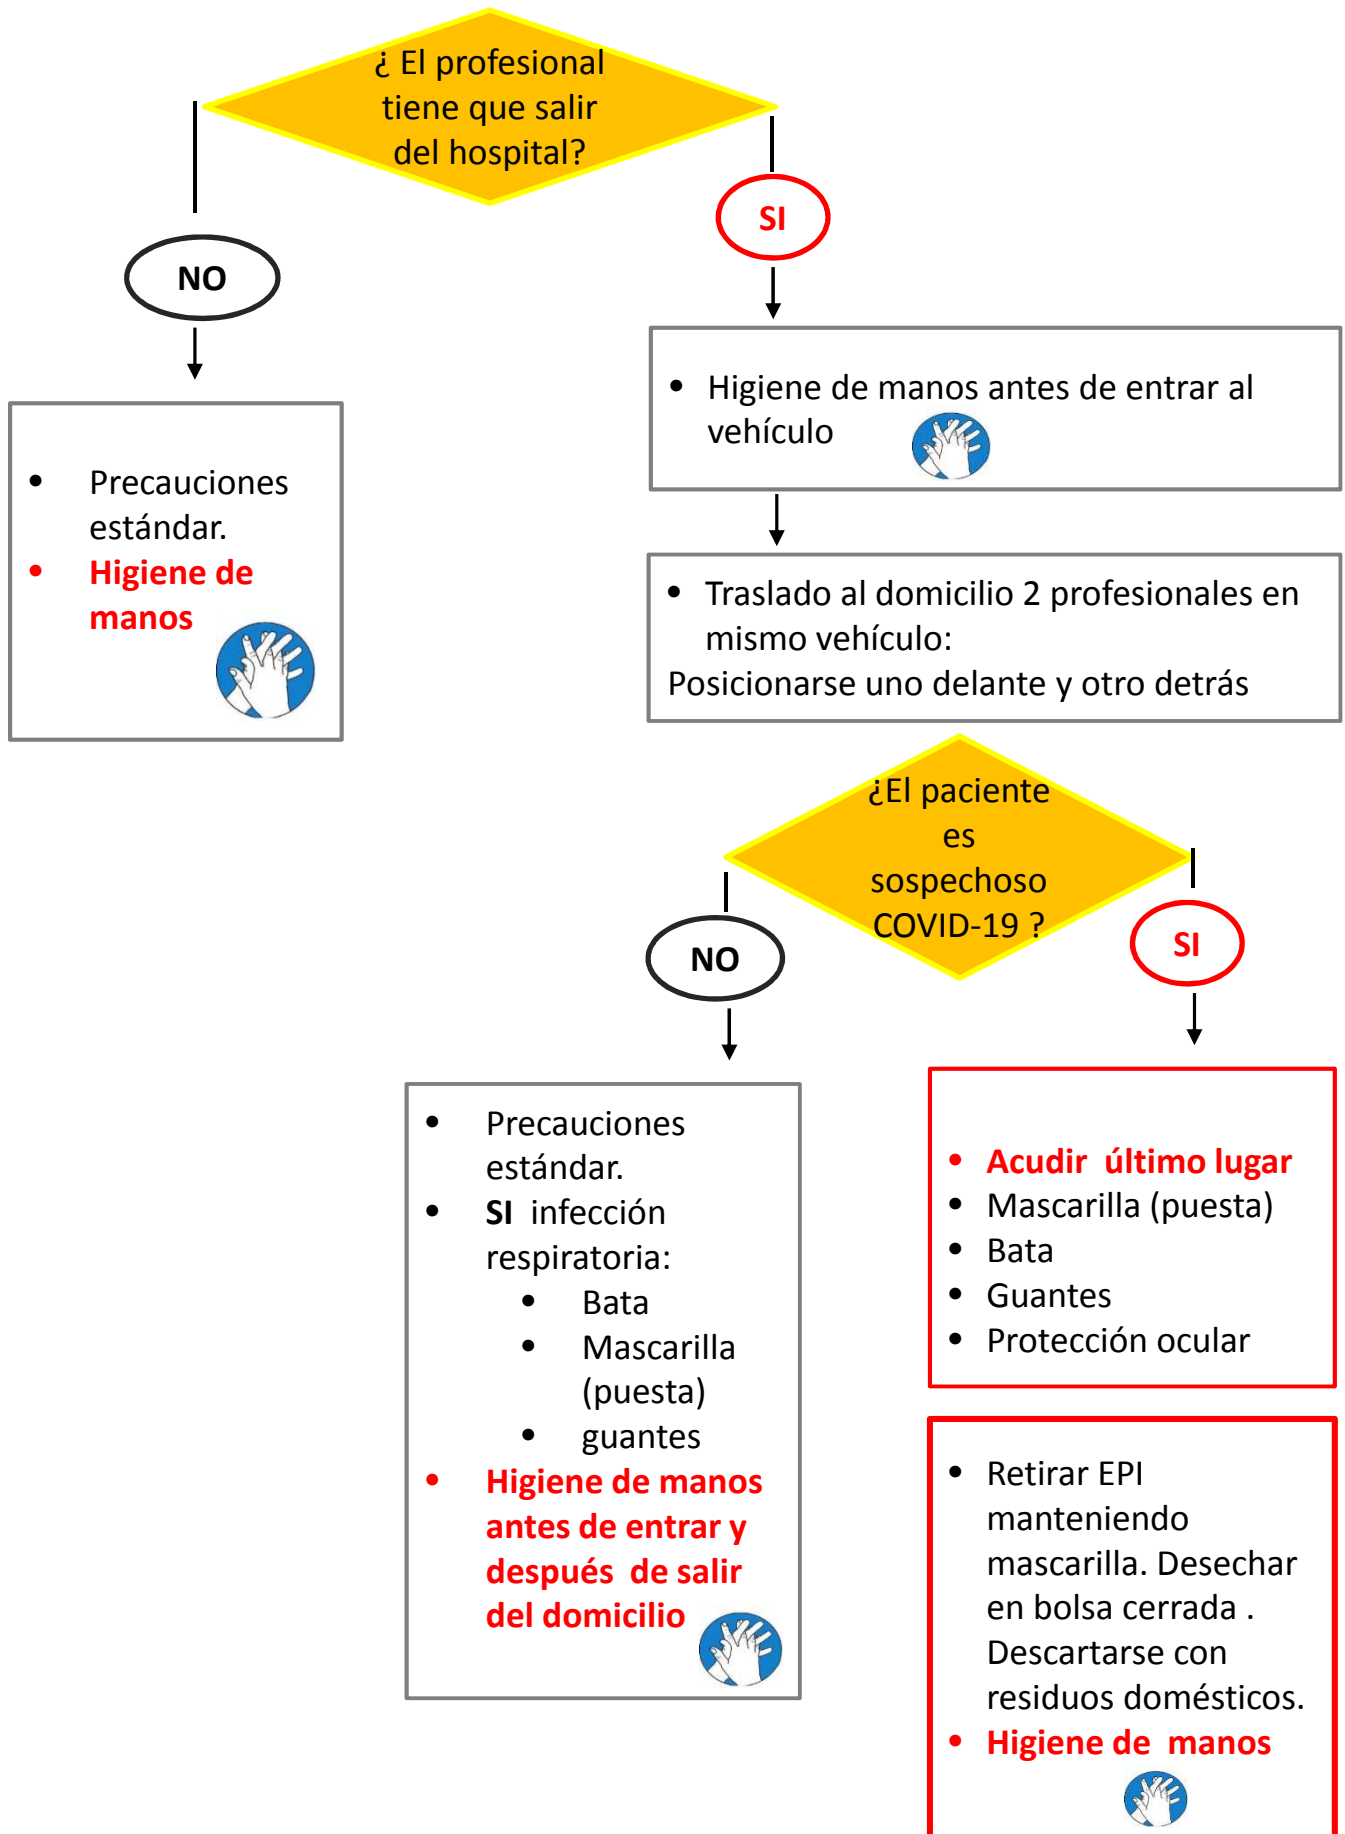 ¿ El profesional
tiene que salir
del hospital?
SI
NO
• Higiene de manos antes de entrar al
vehículo
• Precauciones
estándar.
• Higiene de
manos
• Traslado al domicilio 2 profesionales en
mismo vehículo:
Posicionarse uno delante y otro detrás
¿El paciente
es
sospechoso
COVID-19 ?
NO
SI
• Precauciones
estándar.
• SI infección
respiratoria:
• Bata
• Mascarilla
(puesta)
• guantes
• Higiene de manos
antes de entrar y
después de salir
del domicilio
• Acudir último lugar
• Mascarilla (puesta)
• Bata
• Guantes
• Protección ocular
• Retirar EPI
manteniendo
mascarilla. Desechar
en bolsa cerrada .
Descartarse con
residuos domésticos.
• Higiene de manos